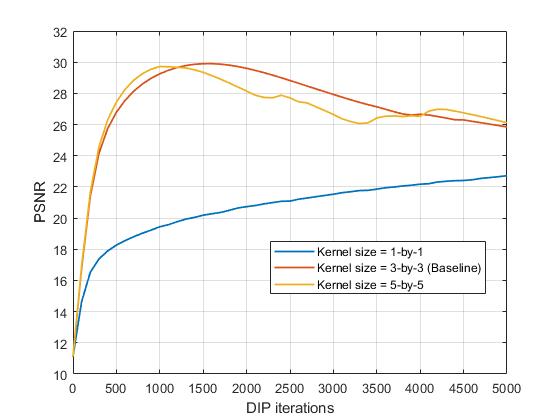 32
30
28
26
24
22
20
18
16
14
12
10
PSNR
Kernel size = 1-by-1
Kernel size = 3-by-3 (Baseline)
Kernel size = 5-by-5
0 500 1000 1500 2000 2500 3000 3500 4000 4500 5000
DIP iterations